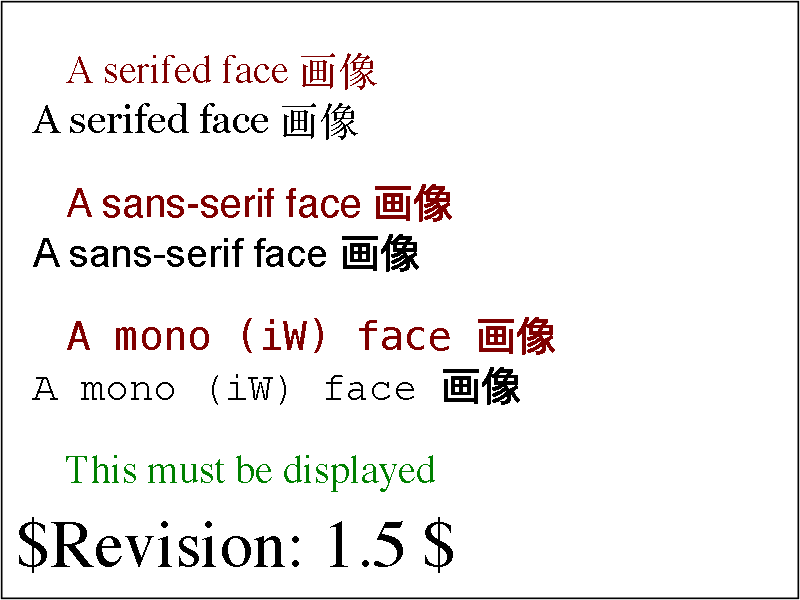 A serifed face 画像
A serifed face 画像
A sans-serif face 画像
A sans-serif face 画像
A mono (iW) face 画像
A mono (iW) face 画像
This must be displayed
$Revision: 1.5 $